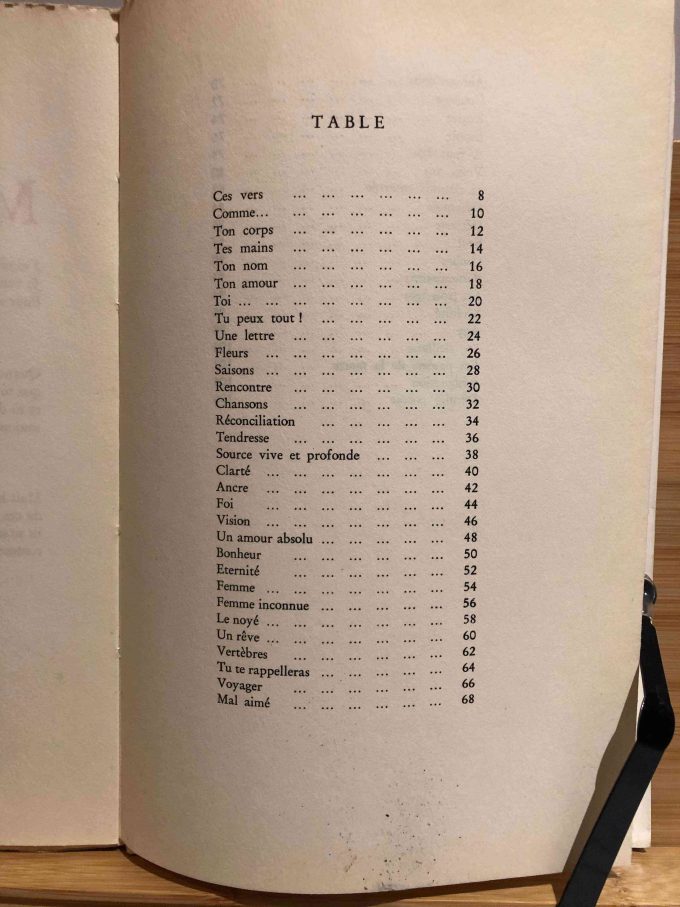 TABLE
Ces vers ... ... ... ... ... ... 8
Comme... ... ... ... ... ... ... 10
Ton corps ... ... ... ... ... ... 12
Tes mains ... ... ... ... ... ... 14
Ton nom ... ... ... ... ... ... 16
Ton amour ... ... ... ... ... ... 18
Toi ... ... ... ... ... ... ... ... 20
Tu peux tout ! ... ... ... ... ... 22
Une lettre ... ... ... ... ... ... 24
Fleurs ... ... ... ... ... ... ... 26
Saisons ... ... ... ... ... ... ... 28
Rencontre ... ... ... ... ... ... 30
Chansons ... ... ... ... ... ... 32
Réconciliation ... ... ... ... ... 34
Tendresse ... ... ... ... ... ... 36
Source vive et profonde ... ... ... 38
Clarté ... ... ... ... ... ... ... 40
Ancre ... ... ... ... ... ... ... 42
Foi ... ... ... ... ... ... ... 44
Vision ... ... ... ... ... ... ... 46
Un amour absolu ... ... ... ... ... 48
Bonheur ... ... ... ... ... ... 50
Eternité ... ... ... ... ... ... 52
Femme ... ... ... ... ... ... ... 54
Femme inconnue ... ... ... ... ... 56
Le noyé ... ... ... ... ... ... ... 58
Un rêve ... ... ... ... ... ... ... 60
Vertèbres ... ... ... ... ... ... 62
Tu te rappelleras ... ... ... ... ... 64
Voyager ... ... ... ... ... ... 66
Mal aimé ... ... ... ... ... ... 68